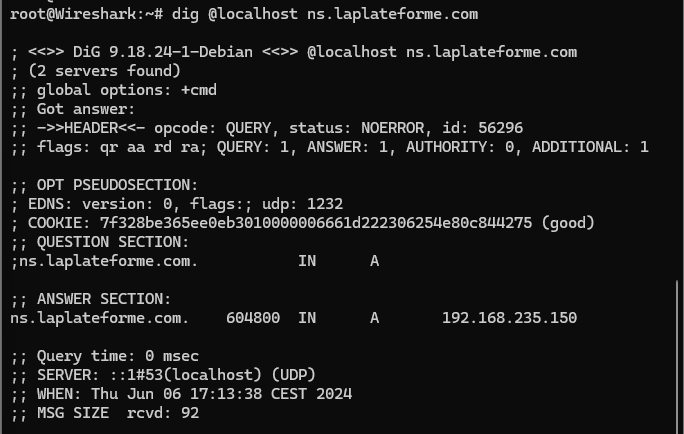 root@Wireshark:~# dig @localhost ns.laplateforme.com
; <<>> DiG 9.18.24-1-Debian <<>> @localhost ns.laplateforme.com
; (2 servers found)
;; global options: +cmd
;; Got answer:
;; ->>HEADER<<- opcode: QUERY, status: NOERROR, id: 56296
;; flags: qr aa rd ra; QUERY: 1, ANSWER: 1, AUTHORITY: 0, ADDITIONAL: 1
;; OPT PSEUDOSECTION:
; EDNS: version: 0, flags:; udp: 1232
; COOKIE: 7f328be365ee0eb3010000006661d222306254e80c844275 (good)
;; QUESTION SECTION:
;ns.laplateforme.com. IN A
;; ANSWER SECTION:
ns.laplateforme.com. 604800 IN A 192.168.235.150
;; Query time: 0 msec
;; SERVER: ::1#53(localhost) (UDP)
;; WHEN: Thu Jun 06 17:13:38 CEST 2024
;; MSG SIZE rcvd: 92